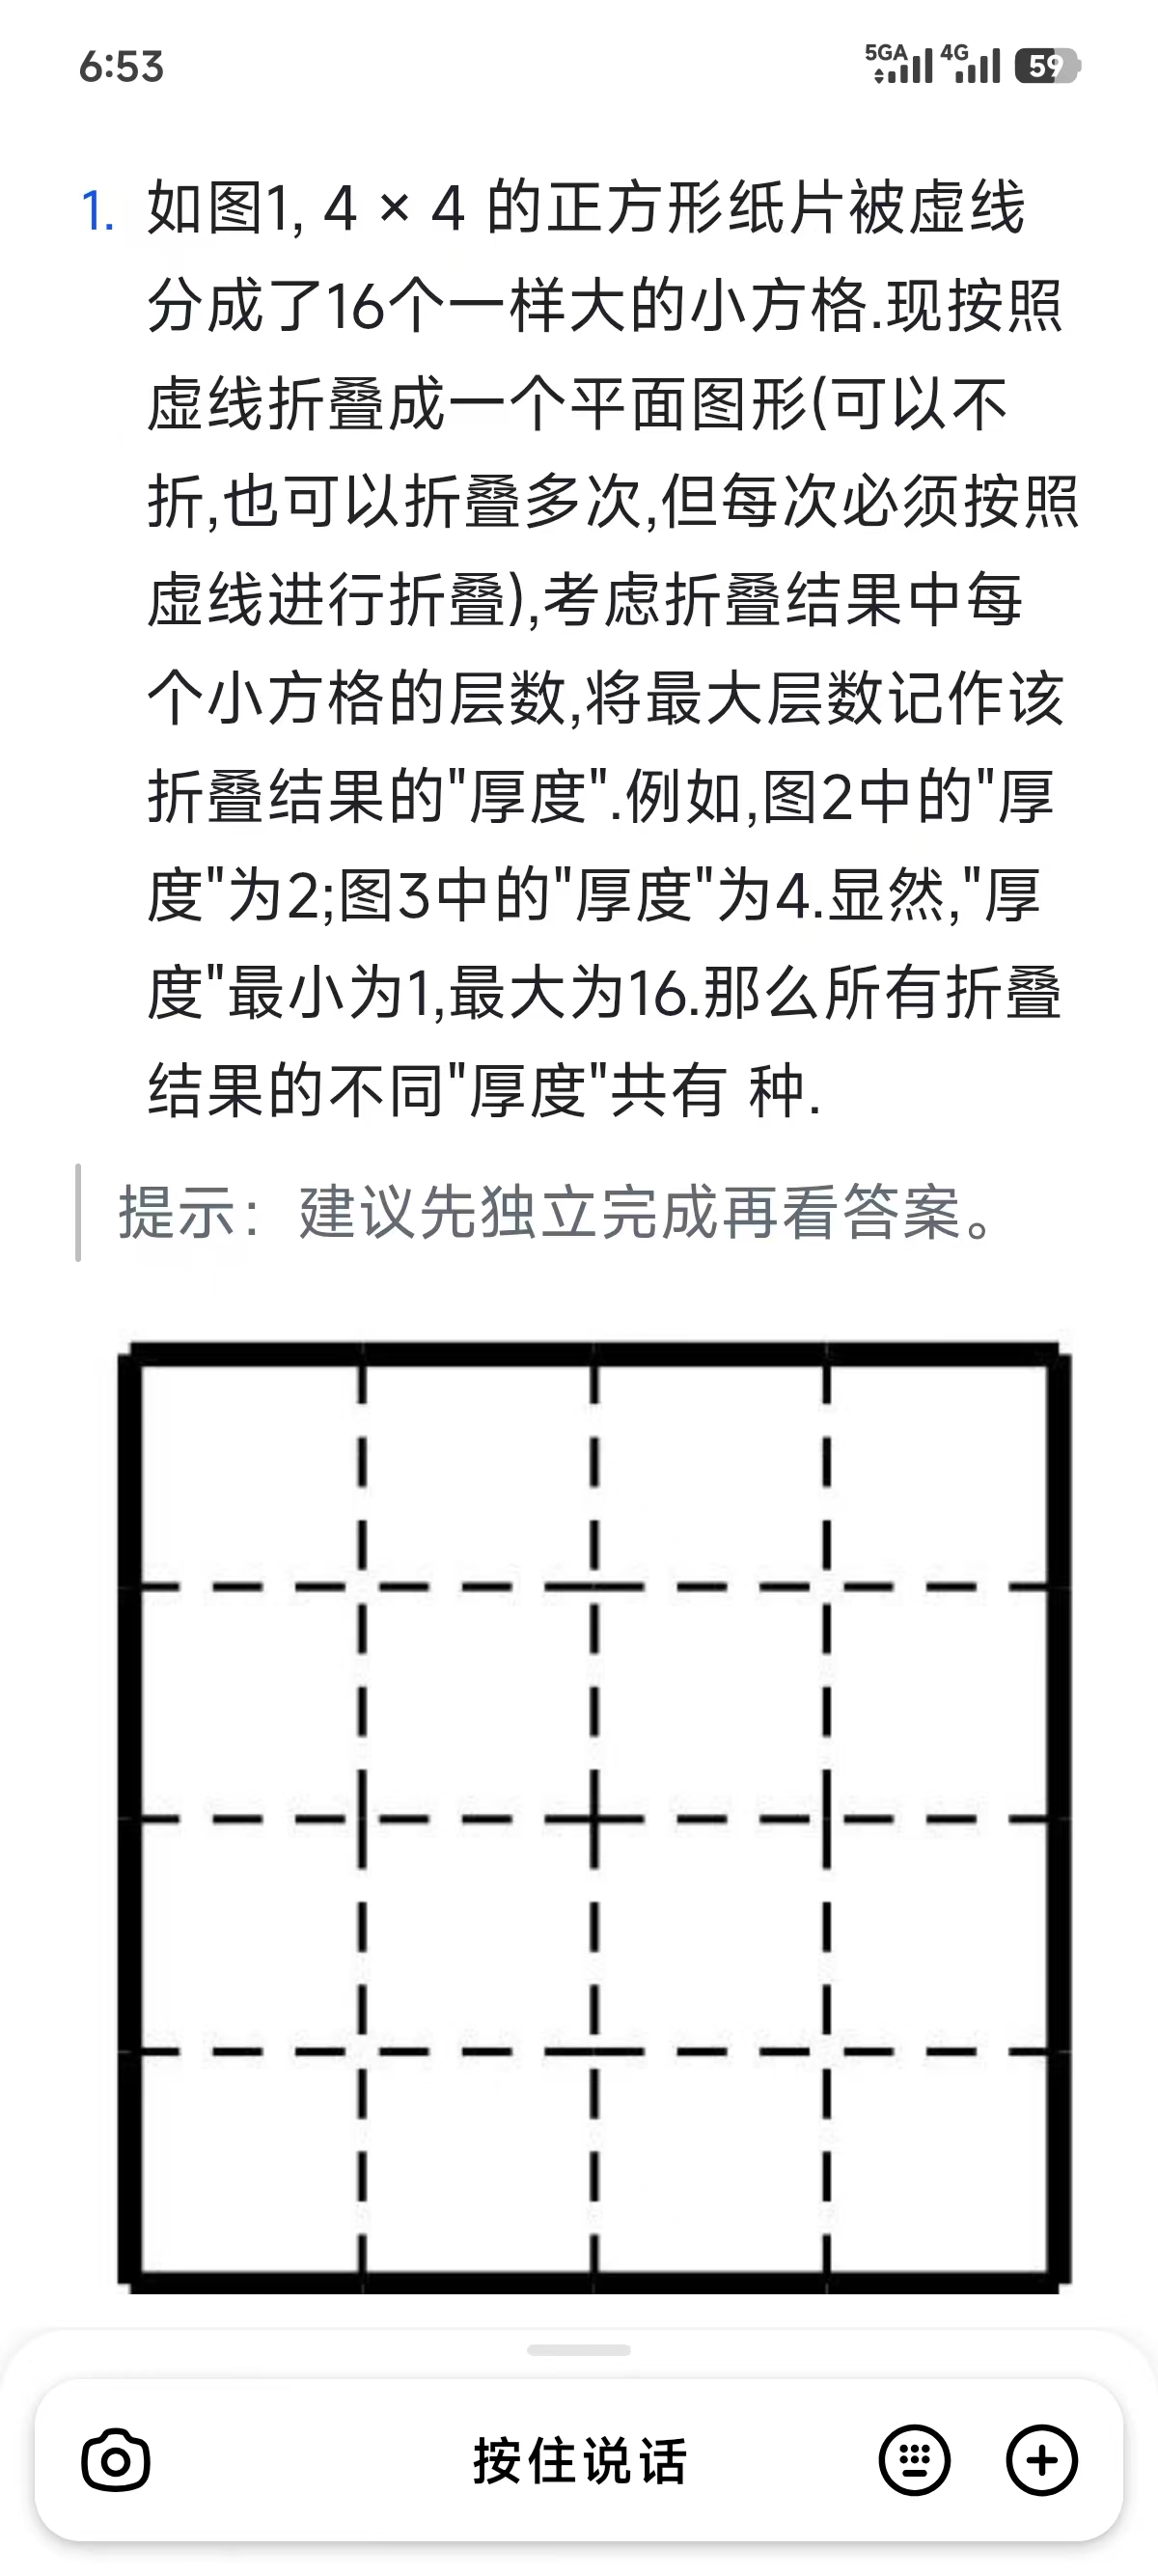 6:53
5GA 4G 59
1. 如图1, 4 × 4 的正方形纸片被虚线
分成了16个一样大的小方格.现按照
虚线折叠成一个平面图形(可以不
折,也可以折叠多次,但每次必须按照
虚线进行折叠),考虑折叠结果中每
个小方格的层数,将最大层数记作该
折叠结果的"厚度".例如,图2中的"厚
度"为2;图3中的"厚度"为4.显然,"厚
度"最小为1,最大为16.那么所有折叠
结果的不同"厚度"共有 种.
提示：建议先独立完成再看答案。
按住说话